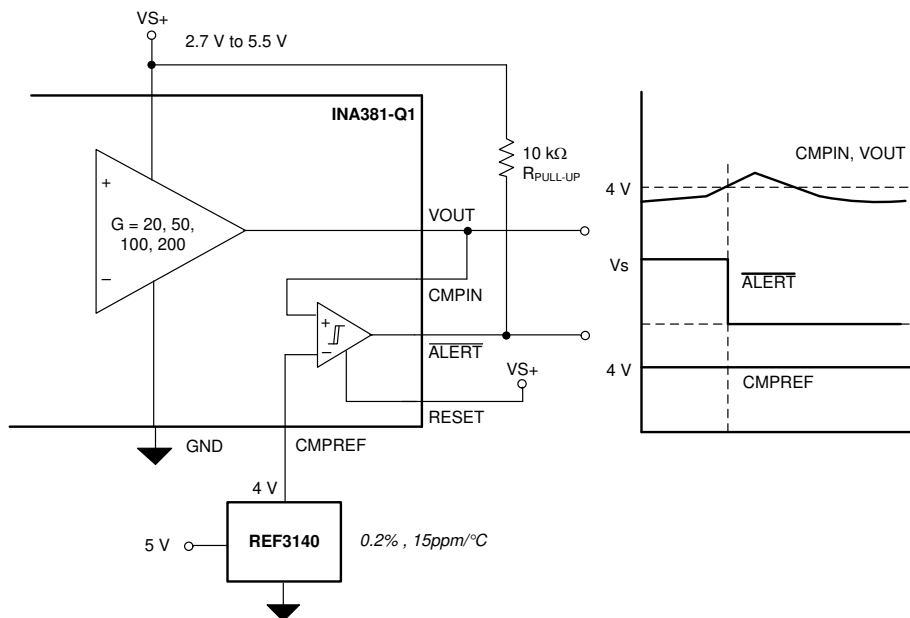 VS+
2.7 V to 5.5 V
INA381-Q1
10 kΩ
RPULL-UP
+
G = 20, 50,
100, 200
−
VOUT
CMPIN
+
−
ALERT
VS+
RESET
GND
CMPREF
4 V
5 V
REF3140
0.2% , 15ppm/°C
CMPIN, VOUT
4 V
Vs
ALERT
4 V
CMPREF